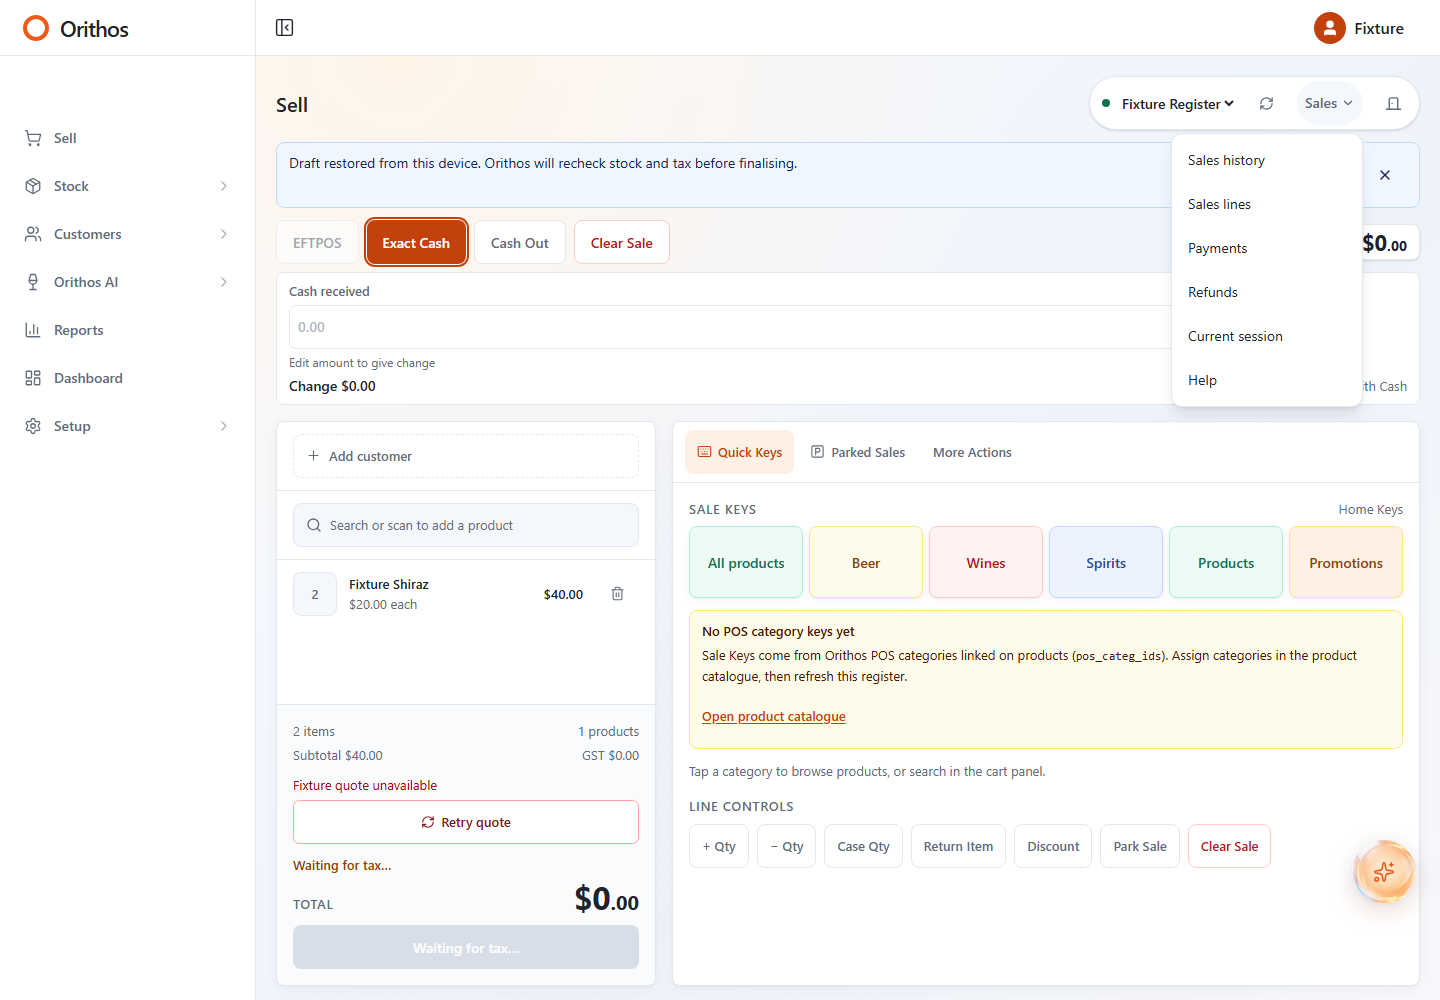 Orithos
Fixture
Sell
Stock
Customers
Orithos AI
Reports
Dashboard
Setup
Sell
Fixture Register
Sales
Sales history
Sales lines
Payments
Refunds
Current session
Help
Draft restored from this device. Orithos will recheck stock and tax before finalising.
EFTPOS
Exact Cash
Cash Out
Clear Sale
$0.00
Cash received
0.00
Edit amount to give change
Change $0.00
Cash
Add customer
Search or scan to add a product
2
Fixture Shiraz
$20.00 each
$40.00
2 items
1 products
Subtotal $40.00
GST $0.00
Fixture quote unavailable
Retry quote
Waiting for tax...
TOTAL
$0.00
Waiting for tax...
Quick Keys
Parked Sales
More Actions
SALE KEYS
Home Keys
All products
Beer
Wines
Spirits
Products
Promotions
No POS category keys yet
Sale Keys come from Orithos POS categories linked on products (pos_categ_ids). Assign categories in the product
catalogue, then refresh this register.
Open product catalogue
Tap a category to browse products, or search in the cart panel.
LINE CONTROLS
+ Qty
− Qty
Case Qty
Return Item
Discount
Park Sale
Clear Sale